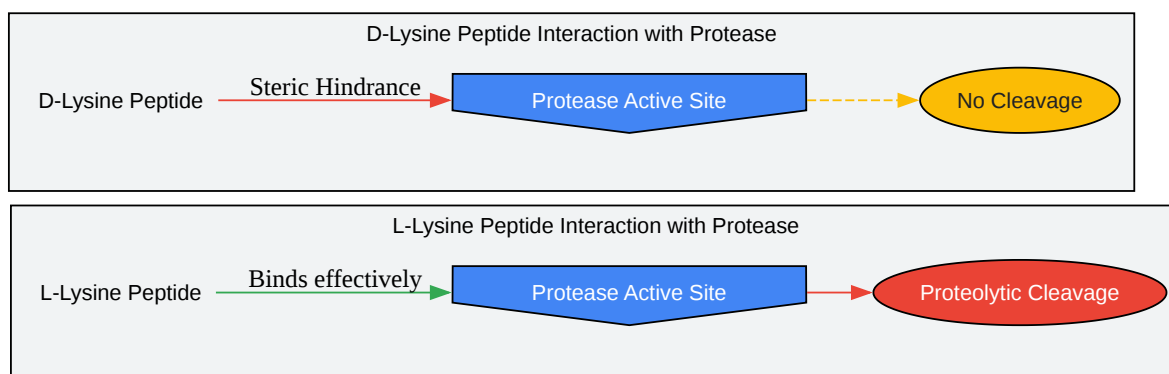 D-Lysine Peptide Interaction with Protease
D-Lysine Peptide
Steric Hindrance
Protease Active Site
No Cleavage
L-Lysine Peptide Interaction with Protease
L-Lysine Peptide
Binds effectively
Protease Active Site
Proteolytic Cleavage